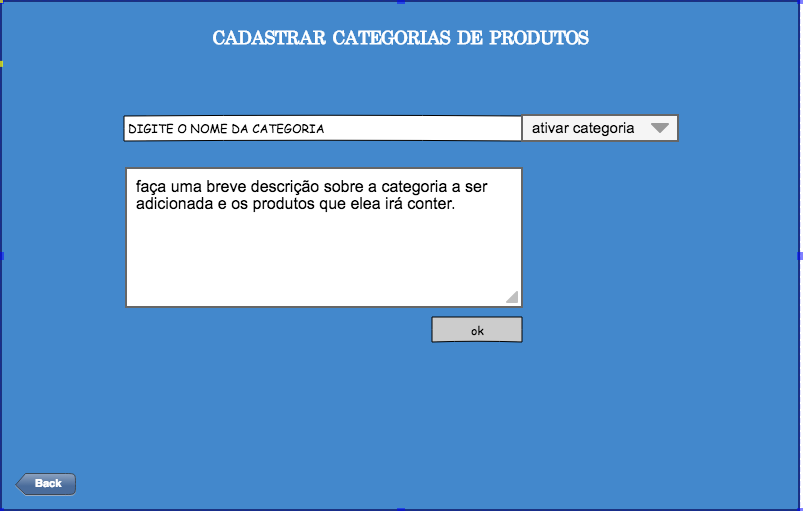 CADASTRAR CATEGORIAS DE PRODUTOS
DIGITE O NOME DA CATEGORIA
ativar categoria
faça uma breve descrição sobre a categoria a ser
adicionada e os produtos que elea irá conter.
ok
Back